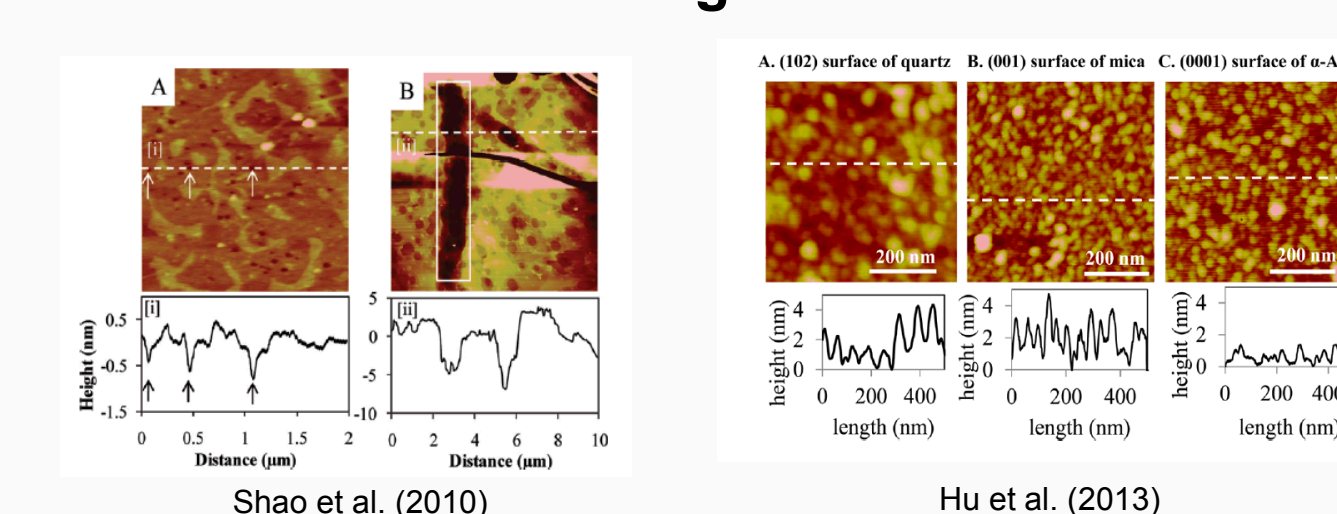 g
A
B
[i]
[ii]
[i]
0.5
-0.5
-1.5
Height (nm)
0 0.5 1 1.5 2
Distance (µm)
[ii]
5
0
-5
-10
0 2 4 6 8 10
Distance (µm)
Shao et al. (2010)
A. (102) surface of quartz B. (001) surface of mica C. (0001) surface of α-A
200 nm
200 nm
200 nm
height (nm)
4
2
0
0 200 400
length (nm)
height (nm)
4
2
0
0 200 400
length (nm)
height (nm)
4
2
0
0 200 400
length (nm)
Hu et al. (2013)